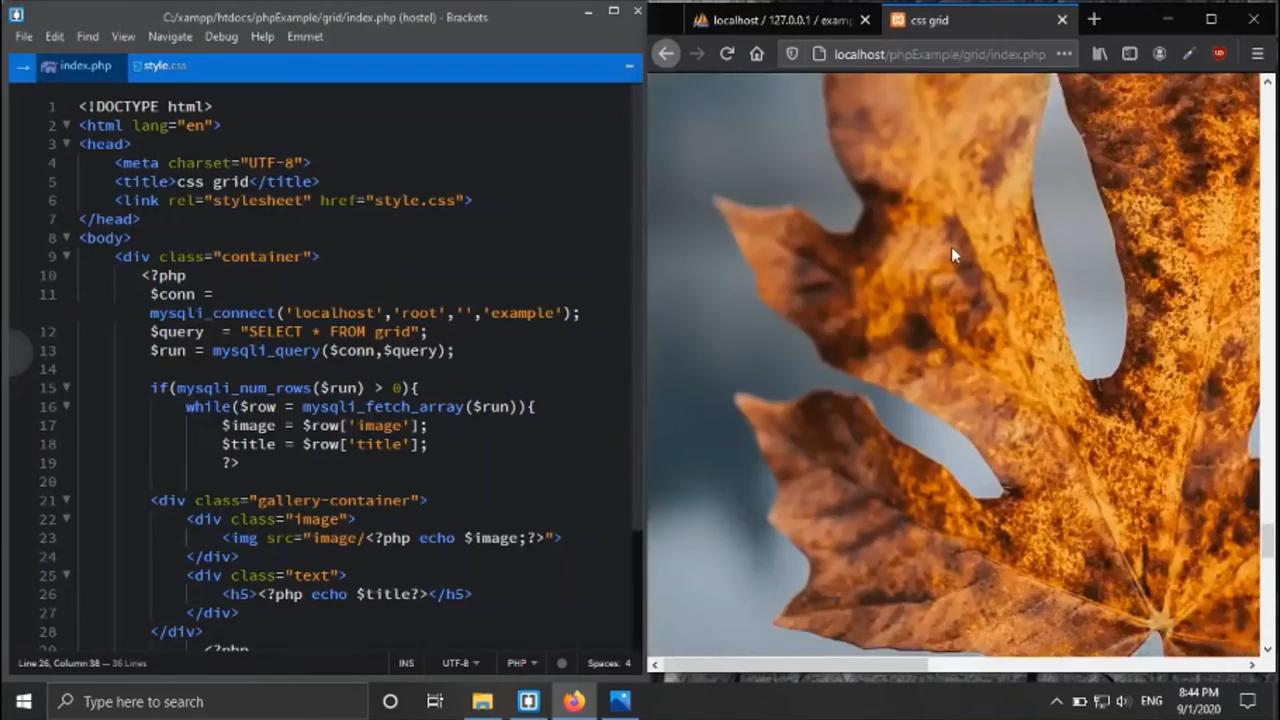 C:/xampp/htdocs/phpExample/grid/index.php (hostel) - Brackets
File Edit Find View Navigate Debug Help Emmet
index.php style.css
1 <!DOCTYPE html>
2 <html lang="en">
3 <head>
4 <meta charset="UTF-8">
5 <title>css grid</title>
6 <link rel="stylesheet" href="style.css">
7 </head>
8 <body>
9 <div class="container">
10 <?php
11 $conn =
mysqli_connect('localhost','root','','example');
12 $query = "SELECT * FROM grid";
13 $run = mysqli_query($conn,$query);
14
15 if(mysqli_num_rows($run) > 0){
16 while($row = mysqli_fetch_array($run)){
17 $image = $row['image'];
18 $title = $row['title'];
19 ?>
20
21 <div class="gallery-container">
22 <div class="image">
23 <img src="image/<?php echo $image;?>">
24 </div>
25 <div class="text">
26 <h5><?php echo $title?></h5>
27 </div>
28 </div>
29 <?php
Line 26, Column 38 — 36 Lines
INS UTF-8 PHP Spaces: 4
localhost / 127.0.0.1 / examp
css grid
localhost/phpExample/grid/index.php
Type here to search
ENG
8:44 PM
9/1/2020